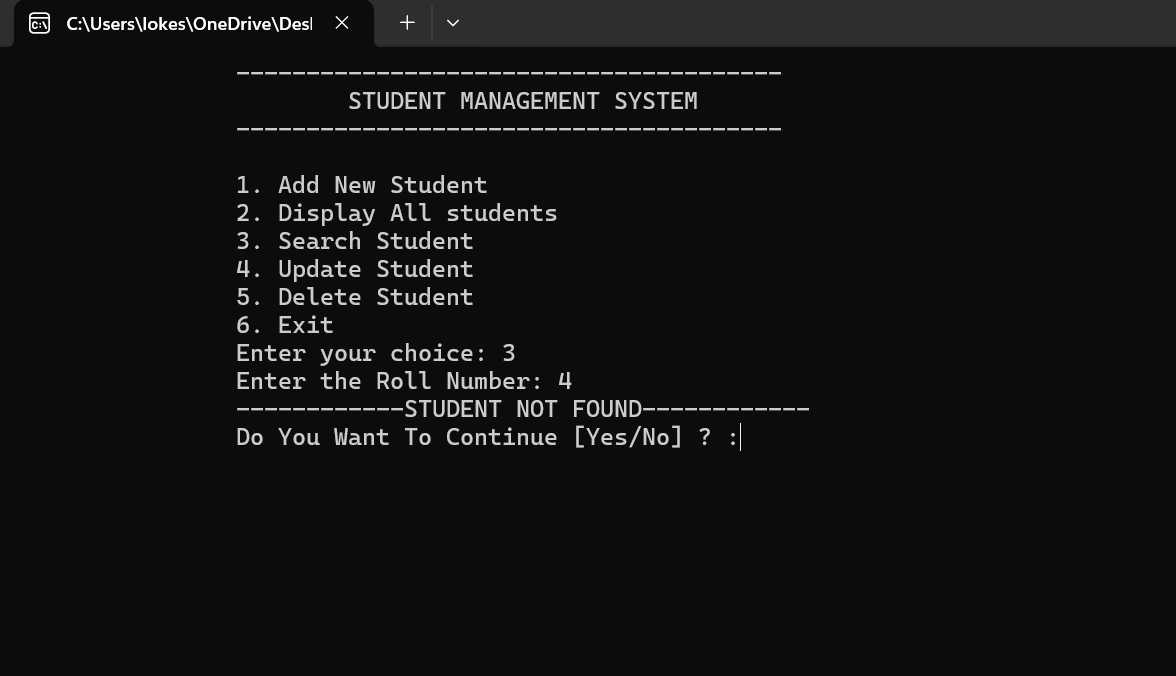 C:\Users\lokes\OneDrive\Des
---------------------------------------
STUDENT MANAGEMENT SYSTEM
---------------------------------------
1. Add New Student
2. Display All students
3. Search Student
4. Update Student
5. Delete Student
6. Exit
Enter your choice: 3
Enter the Roll Number: 4
------------STUDENT NOT FOUND------------
Do You Want To Continue [Yes/No] ? :